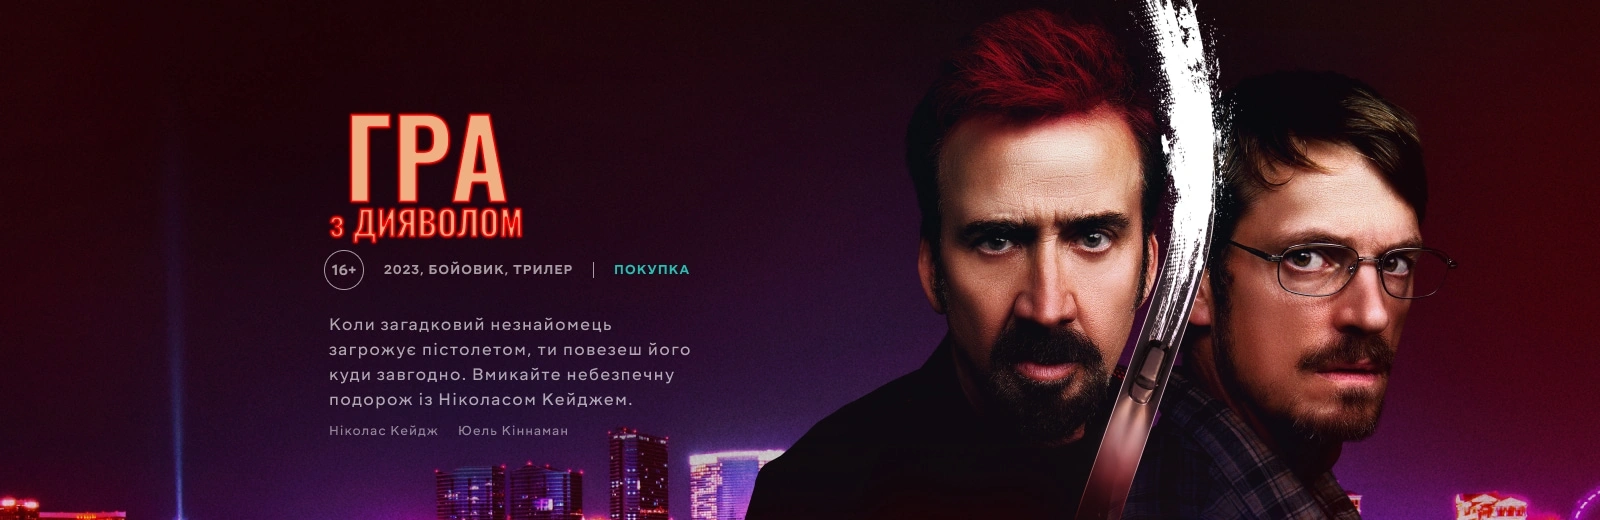 ГРА
з ДИЯВОЛОМ
16+ 2023, БОЙОВИК, ТРИЛЕР | ПОКУПКА
Коли загадковий незнайомець
загрожує пістолетом, ти повезеш його
куди завгодно. Вмикайте небезпечну
подорож із Ніколасом Кейджем.
Ніколас Кейдж Юель Кіннаман